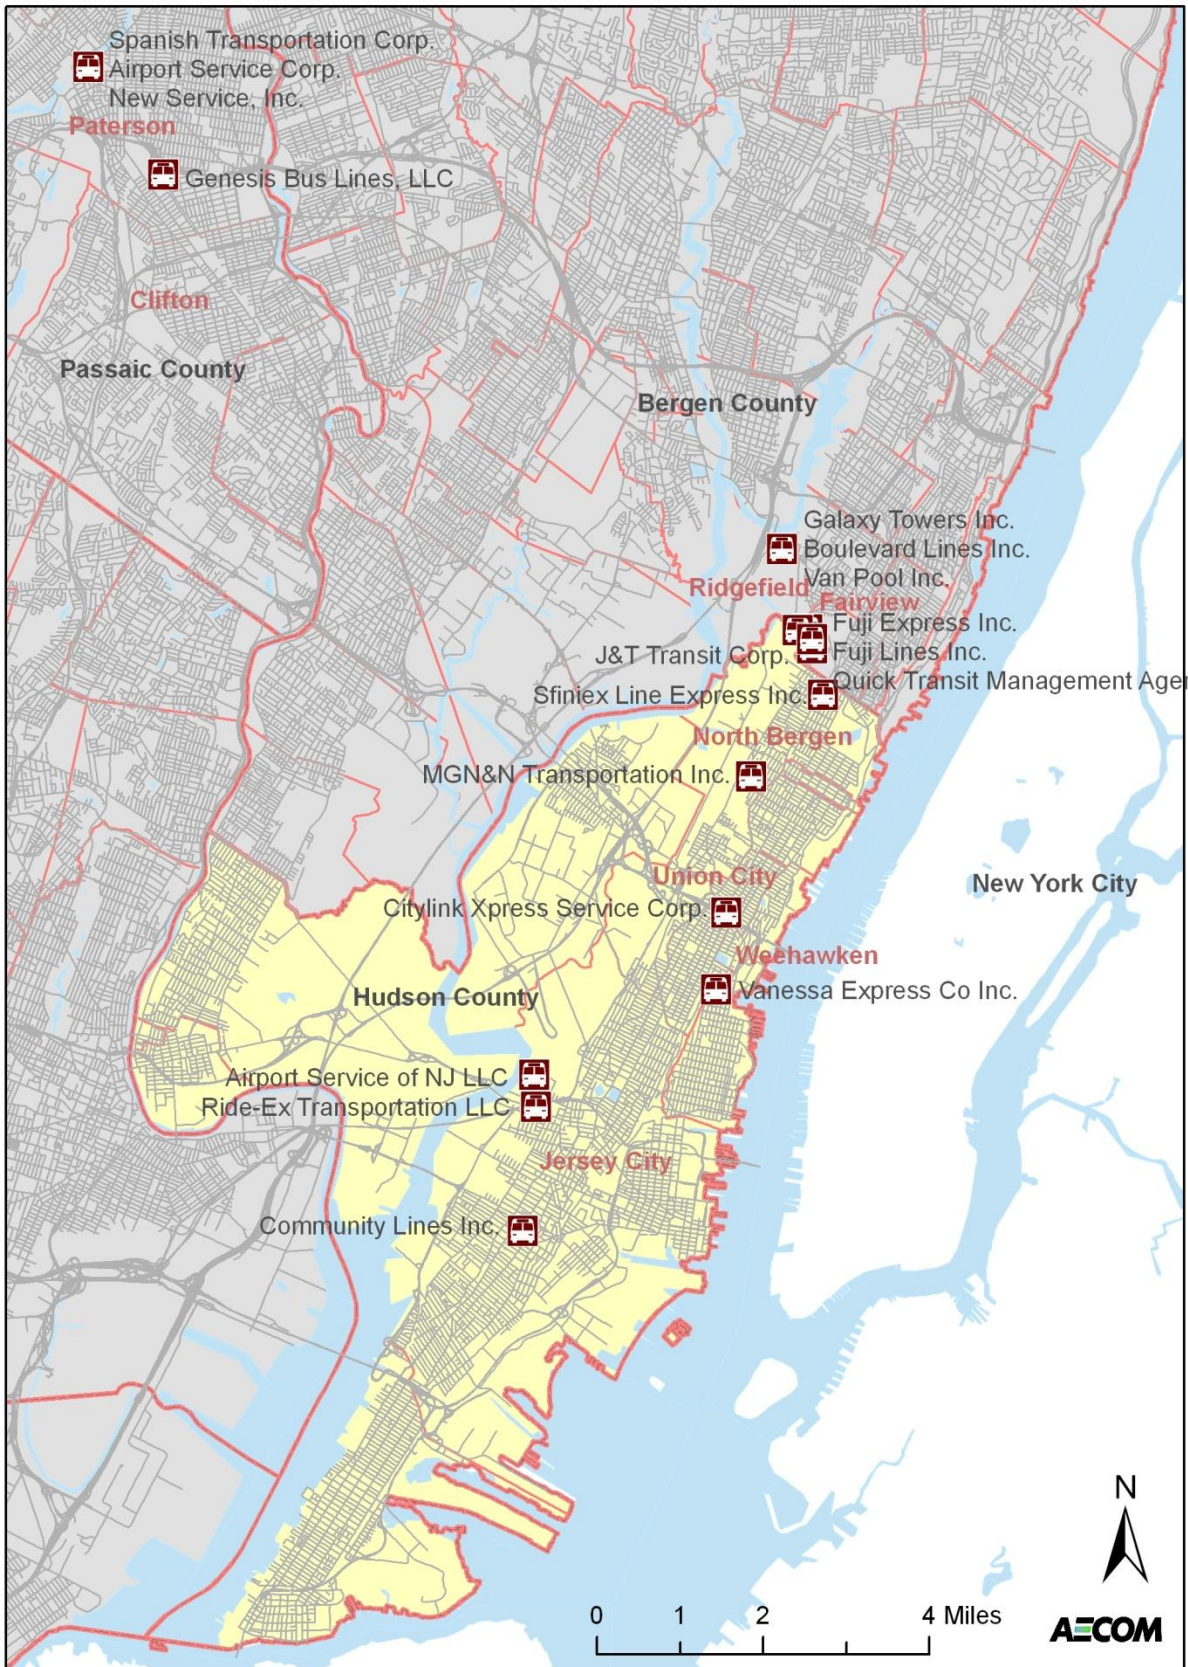 Spanish Transportation Corp.
Airport Service Corp.
New Service, Inc.
Paterson
Genesis Bus Lines, LLC
Clifton
Passaic County
Bergen County
Galaxy Towers Inc.
Boulevard Lines Inc.
Van Pool Inc.
Ridgefield
Fairview
Fuji Express Inc.
J&T Transit Corp.
Fuji Lines Inc.
Quick Transit Management Agen
Sfiniex Line Express Inc.
North Bergen
MGN&N Transportation Inc.
Union City
New York City
Citylink Xpress Service Corp.
Weehawken
Vanessa Express Co Inc.
Hudson County
Airport Service of NJ LLC
Ride-Ex Transportation LLC
Jersey City
Community Lines Inc.
N
0 1 2 4 Miles
AECOM